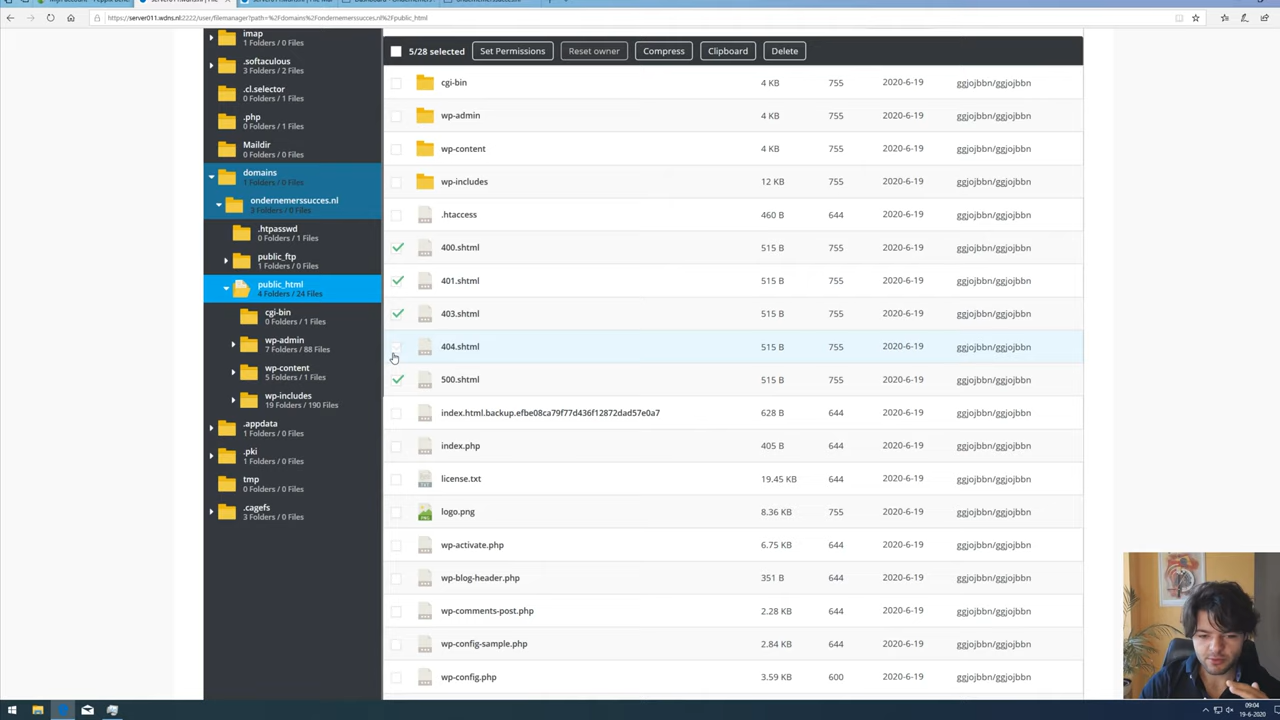 https://server011.wdns.nl:2222/user/filemanager?path=%2Fdomains%2Fondernemerssucces.nl%2Fpublic_html
imap
1 Folders / 0 Files
.softaculous
3 Folders / 2 Files
.cl.selector
0 Folders / 1 Files
.php
0 Folders / 1 Files
Maildir
0 Folders / 0 Files
domains
1 Folders / 0 Files
ondernemerssucces.nl
3 Folders / 0 Files
.htpasswd
0 Folders / 1 Files
public_ftp
1 Folders / 0 Files
public_html
4 Folders / 24 Files
cgi-bin
0 Folders / 1 Files
wp-admin
7 Folders / 88 Files
wp-content
5 Folders / 1 Files
wp-includes
19 Folders / 190 Files
.appdata
1 Folders / 0 Files
.pki
1 Folders / 0 Files
tmp
0 Folders / 0 Files
.cagefs
3 Folders / 0 Files
5/28 selected Set Permissions Reset owner Compress Clipboard Delete
cgi-bin 4 KB 755 2020-6-19 ggjojbbn/ggjojbbn
wp-admin 4 KB 755 2020-6-19 ggjojbbn/ggjojbbn
wp-content 4 KB 755 2020-6-19 ggjojbbn/ggjojbbn
wp-includes 12 KB 755 2020-6-19 ggjojbbn/ggjojbbn
.htaccess 460 B 644 2020-6-19 ggjojbbn/ggjojbbn
400.shtml 515 B 755 2020-6-19 ggjojbbn/ggjojbbn
401.shtml 515 B 755 2020-6-19 ggjojbbn/ggjojbbn
403.shtml 515 B 755 2020-6-19 ggjojbbn/ggjojbbn
404.shtml 515 B 755 2020-6-19 ggjojbbn/ggjojbbn
500.shtml 515 B 755 2020-6-19 ggjojbbn/ggjojbbn
index.html.backup.efbe08ca79f77d436f12872dad57e0a7 628 B 644 2020-6-19 ggjojbbn/ggjojbbn
index.php 405 B 644 2020-6-19 ggjojbbn/ggjojbbn
license.txt 19.45 KB 644 2020-6-19 ggjojbbn/ggjojbbn
logo.png 8.36 KB 755 2020-6-19 ggjojbbn/ggjojbbn
wp-activate.php 6.75 KB 644 2020-6-19 ggjojbbn/ggjojbbn
wp-blog-header.php 351 B 644 2020-6-19 ggjojbbn/ggjojbbn
wp-comments-post.php 2.28 KB 644 2020-6-19 ggjojbbn/ggjojbbn
wp-config-sample.php 2.84 KB 644 2020-6-19 ggjojbbn/ggjojbbn
wp-config.php 3.59 KB 600 2020-6-19 ggjojbbn/ggjojbbn
09:04
19-6-2020